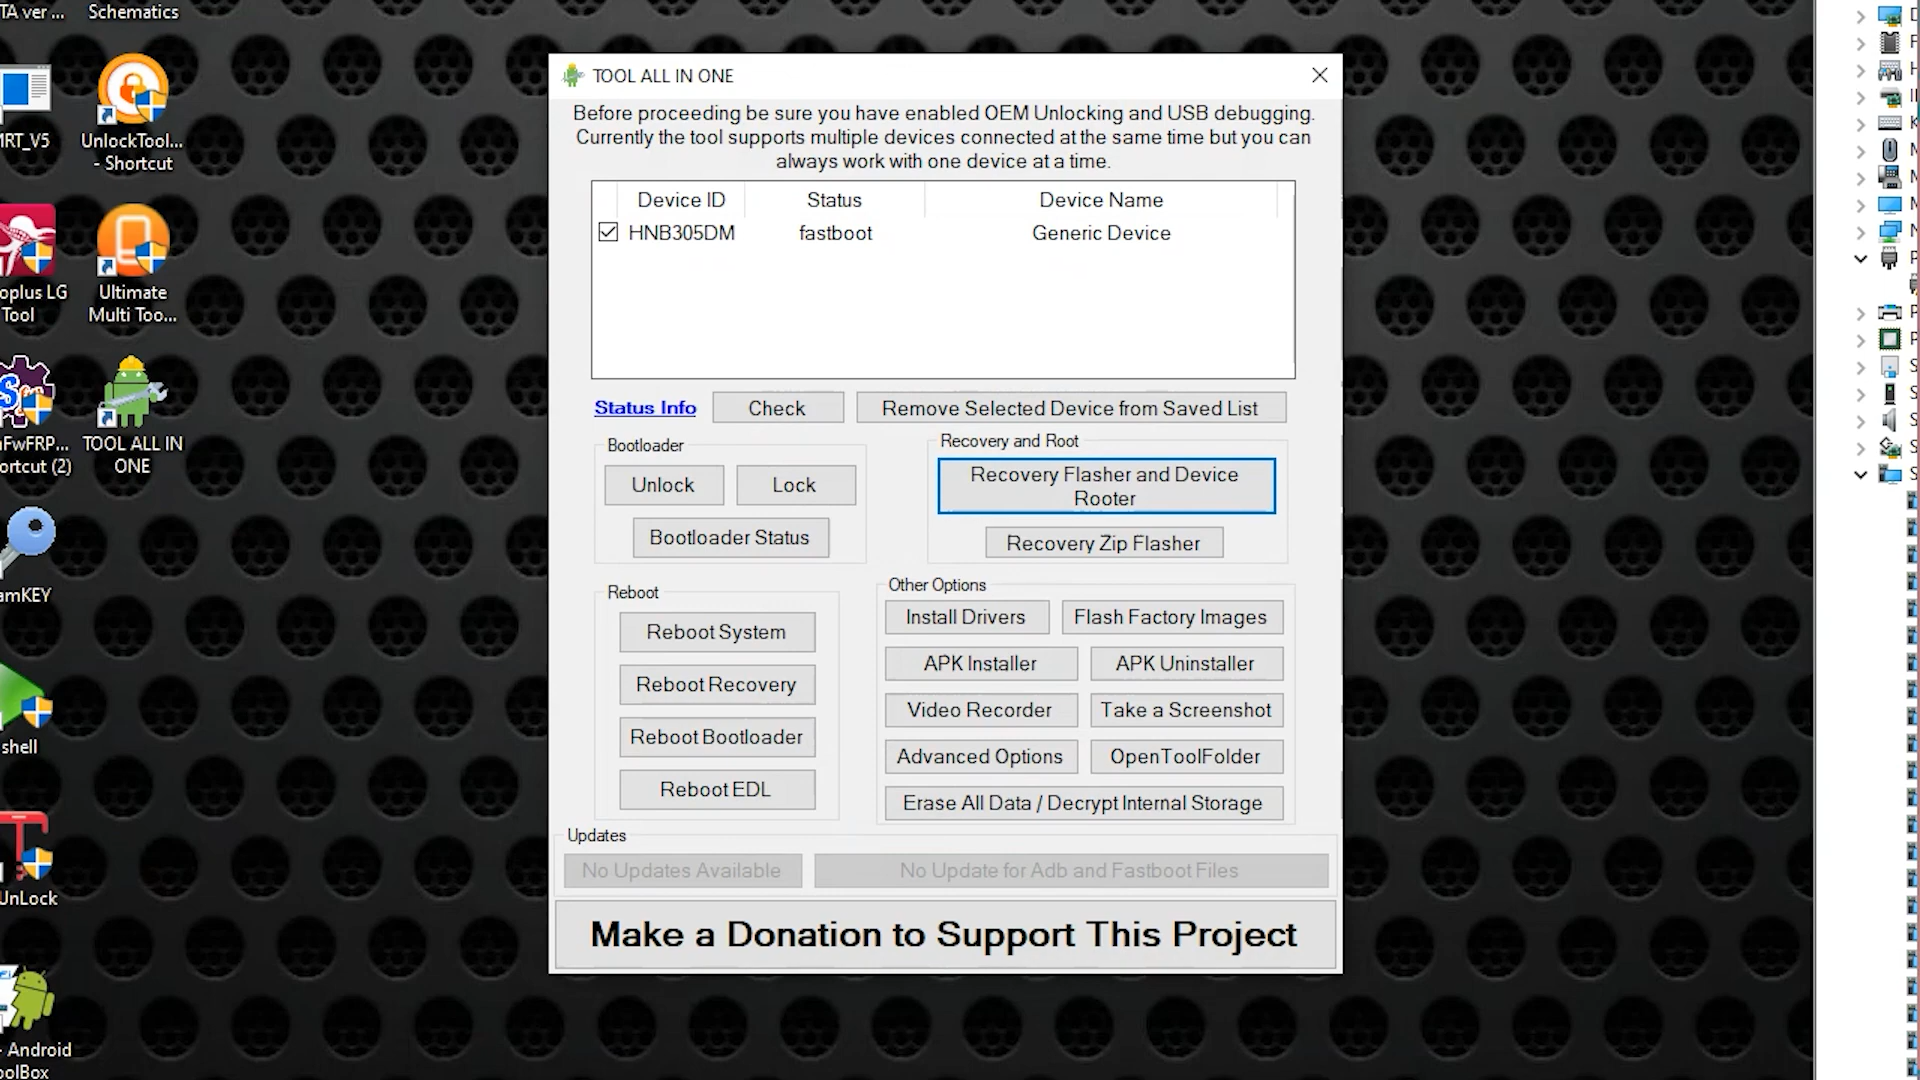 TA ver ...
Schematics
MRT_V5
UnlockTool...
- Shortcut
oplus LG
Tool
Ultimate
Multi Too...
FwFRP...
ortcut (2)
TOOL ALL IN
ONE
amKEY
shell
UnLock
- Android
oolBox
TOOL ALL IN ONE
Before proceeding be sure you have enabled OEM Unlocking and USB debugging.
Currently the tool supports multiple devices connected at the same time but you can
always work with one device at a time.
Device ID
Status
Device Name
HNB305DM
fastboot
Generic Device
Status Info
Check
Remove Selected Device from Saved List
Bootloader
Unlock
Lock
Bootloader Status
Recovery and Root
Recovery Flasher and Device
Rooter
Recovery Zip Flasher
Reboot
Reboot System
Reboot Recovery
Reboot Bootloader
Reboot EDL
Other Options
Install Drivers
Flash Factory Images
APK Installer
APK Uninstaller
Video Recorder
Take a Screenshot
Advanced Options
OpenToolFolder
Erase All Data / Decrypt Internal Storage
Updates
No Updates Available
No Update for Adb and Fastboot Files
Make a Donation to Support This Project